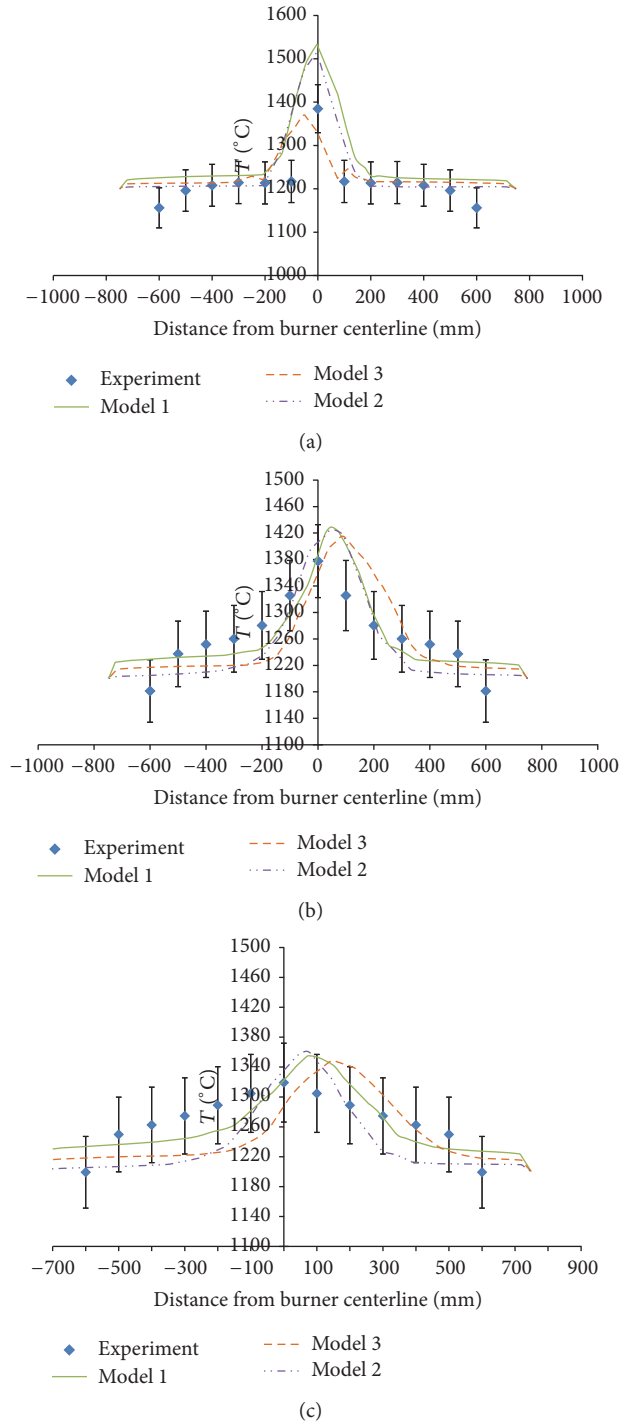 1600
1500
1400
T (°C)
1300
1200
1100
1000
−1000 −800 −600 −400 −200 0 200 400 600 800 1000
Distance from burner centerline (mm)
Experiment Model 3
Model 1 Model 2
(a)
1500
1460
1420
1380
1340
T (°C)
1300
1260
1220
1180
1140
1100
−1000 −800 −600 −400 −200 0 200 400 600 800 1000
Distance from burner centerline (mm)
Experiment Model 3
Model 1 Model 2
(b)
1500
1460
1420
1380
1340
T (°C)
1300
1260
1220
1180
1140
1100
−700 −500 −300 −100 100 300 500 700 900
Distance from burner centerline (mm)
Experiment Model 3
Model 1 Model 2
(c)